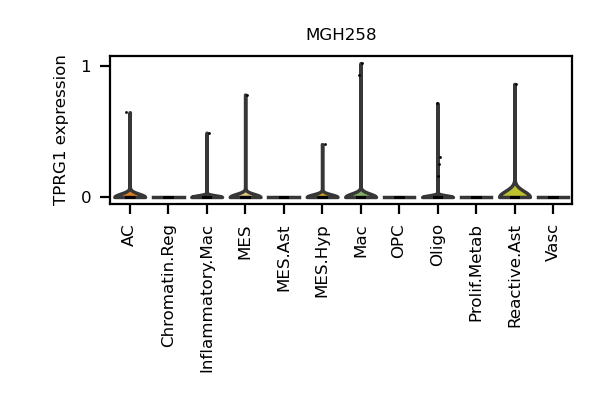 MGH258
TPRG1 expression
1
0
AC
Chromatin.Reg
Inflammatory.Mac
MES
MES.Ast
MES.Hyp
Mac
OPC
Oligo
Prolif.Metab
Reactive.Ast
Vasc